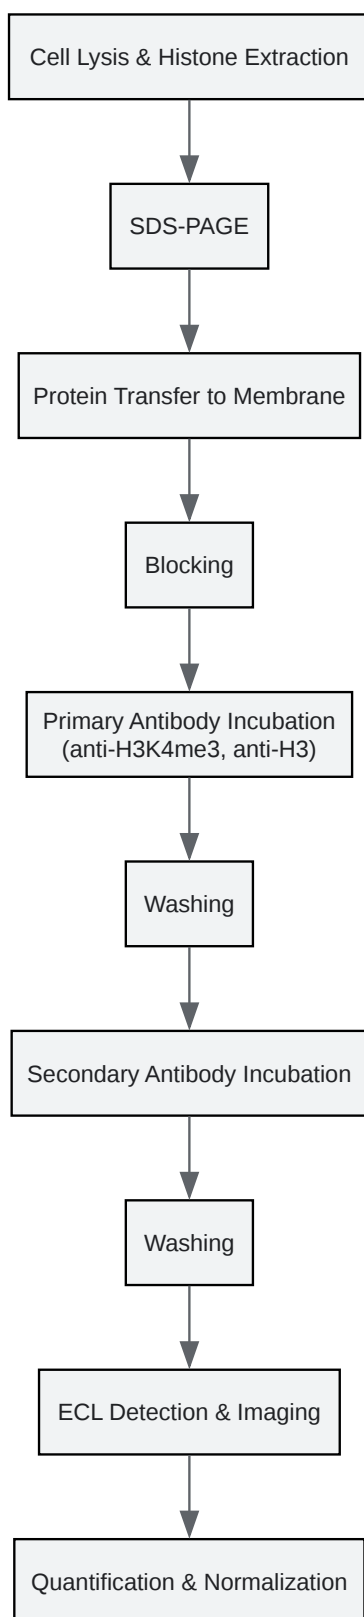 Cell Lysis & Histone Extraction
SDS-PAGE
Protein Transfer to Membrane
Blocking
Primary Antibody Incubation
(anti-H3K4me3, anti-H3)
Washing
Secondary Antibody Incubation
Washing
ECL Detection & Imaging
Quantification & Normalization